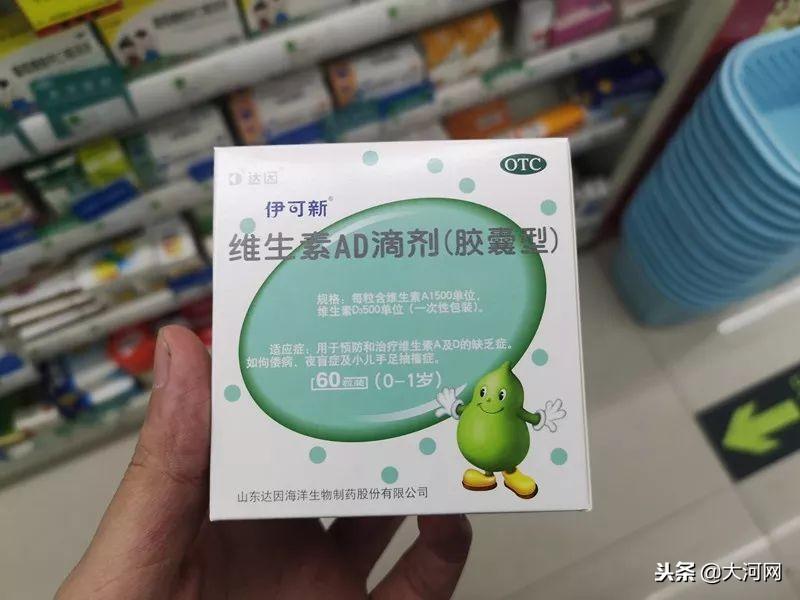 达因
OTC
伊可新®
维生素AD滴剂(胶囊型)
规格：每粒含维生素A1500单位，
维生素D₃500单位（一次性包装）。
适应症：用于预防和治疗维生素A及D的缺乏症。
如佝偻病、夜盲症及小儿手足抽搐症。
60粒装 (0-1岁)
山东达因海洋生物制药股份有限公司
头条@大河网